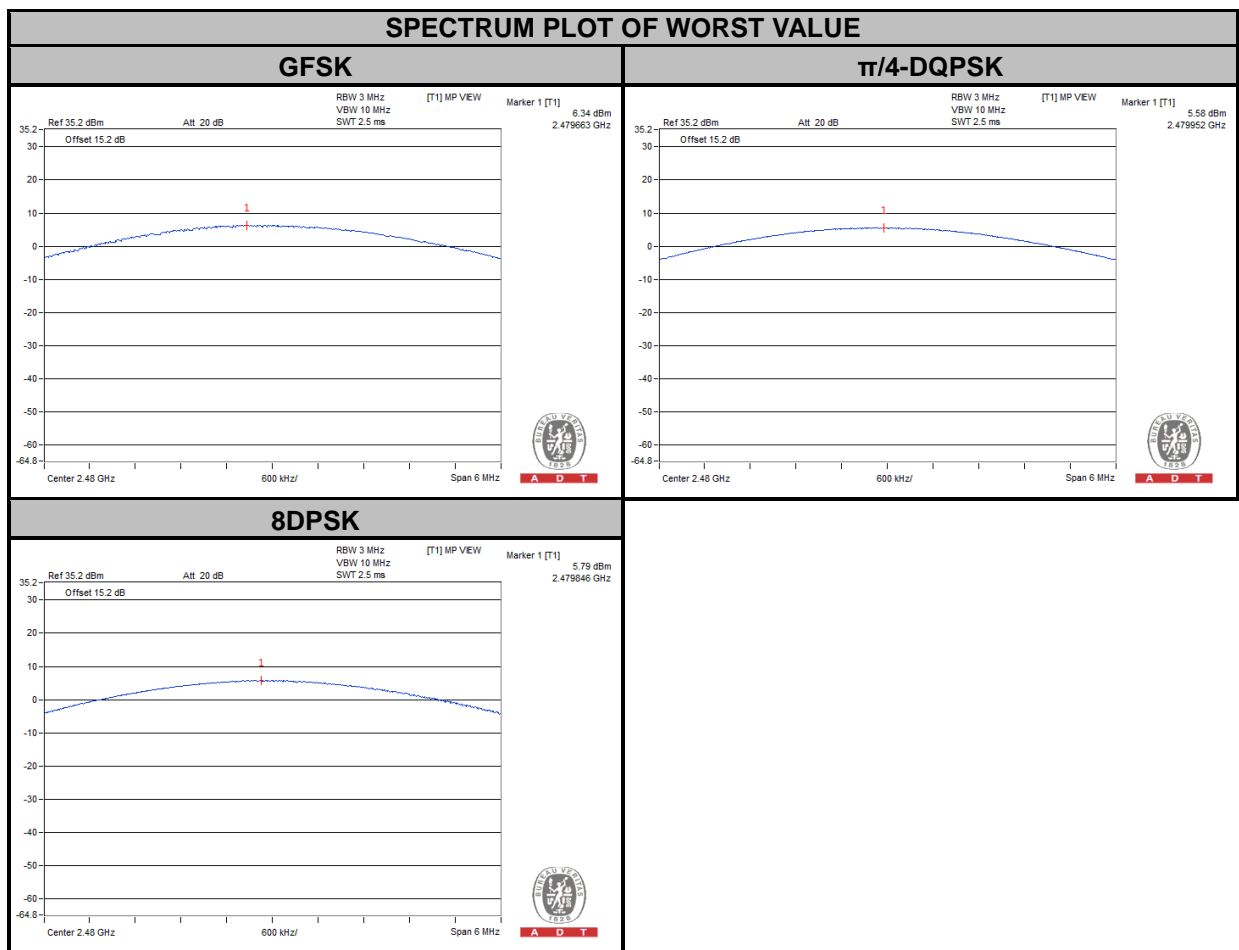 SPECTRUM PLOT OF WORST VALUE
GFSK
π/4-DQPSK
RBW 3 MHz
VBW 10 MHz
SWT 2.5 ms
[T1] MP VIEW
Marker 1 [T1]
6.34 dBm
2.479663 GHz
Ref 35.2 dBm
Att 20 dB
Offset 15.2 dB
35.2
30
20
10
0
-10
-20
-30
-40
-50
-60
-64.8
1
Center 2.48 GHz
600 kHz/
Span 6 MHz
BUREAU VERITAS
1828
A D T
RBW 3 MHz
VBW 10 MHz
SWT 2.5 ms
[T1] MP VIEW
Marker 1 [T1]
5.58 dBm
2.479952 GHz
Ref 35.2 dBm
Att 20 dB
Offset 15.2 dB
35.2
30
20
10
0
-10
-20
-30
-40
-50
-60
-64.8
1
Center 2.48 GHz
600 kHz/
Span 6 MHz
BUREAU VERITAS
1828
A D T
8DPSK
RBW 3 MHz
VBW 10 MHz
SWT 2.5 ms
[T1] MP VIEW
Marker 1 [T1]
5.79 dBm
2.479846 GHz
Ref 35.2 dBm
Att 20 dB
Offset 15.2 dB
35.2
30
20
10
0
-10
-20
-30
-40
-50
-60
-64.8
1
Center 2.48 GHz
600 kHz/
Span 6 MHz
BUREAU VERITAS
1828
A D T